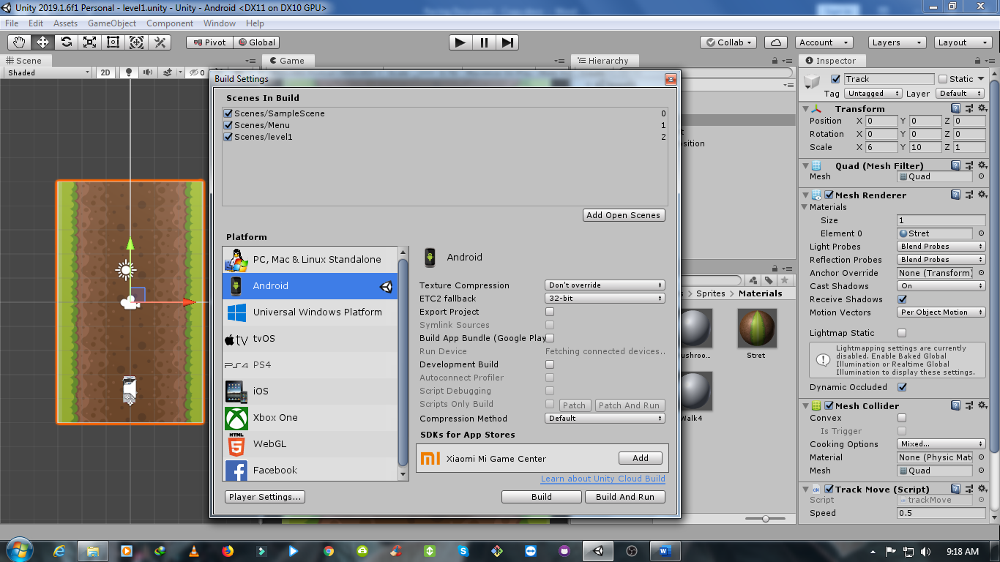 Unity 2019.1.6f1 Personal - level1.unity - Unity - Android <DX11 on DX10 GPU>
File Edit Assets GameObject Component Window Help
Pivot Global Collab Account Layers Layout
Scene Game Hierarchy Inspector
Shaded 2D 0
Build Settings
Scenes In Build
Scenes/SampleScene 0
Scenes/Menu 1
Scenes/level1 2
Add Open Scenes
Platform
PC, Mac & Linux Standalone
Android
Universal Windows Platform
tvOS
PS4
iOS
Xbox One
HTML
WebGL
Facebook
Android
Texture Compression Don't override
ETC2 fallback 32-bit
Export Project
Symlink Sources
Build App Bundle (Google Play
Run Device Fetching connected devices..
Development Build
Autoconnect Profiler
Script Debugging
Scripts Only Build Patch Patch And Run
Compression Method Default
SDKs for App Stores
Xiaomi Mi Game Center Add
Learn about Unity Cloud Build
Player Settings... Build Build And Run
osition
Sprites Materials
ushroo... Stret
Walk4
Track Static
Tag Untagged Layer Default
Transform
Position X 0 Y 0 Z 0
Rotation X 0 Y 0 Z 0
Scale X 6 Y 10 Z 1
Quad (Mesh Filter)
Mesh Quad
Mesh Renderer
Materials
Size 1
Element 0 Stret
Light Probes Blend Probes
Reflection Probes Blend Probes
Anchor Override None (Transform)
Cast Shadows On
Receive Shadows
Motion Vectors Per Object Motion
Lightmap Static
Lightmapping settings are currently
disabled. Enable Baked Global
Illumination or Realtime Global
Illumination to display these settings.
Dynamic Occluded
Mesh Collider
Convex
Is Trigger
Cooking Options Mixed...
Material None (Physic Mate
Mesh Quad
Track Move (Script)
Script trackMove
Speed 0.5
9:18 AM